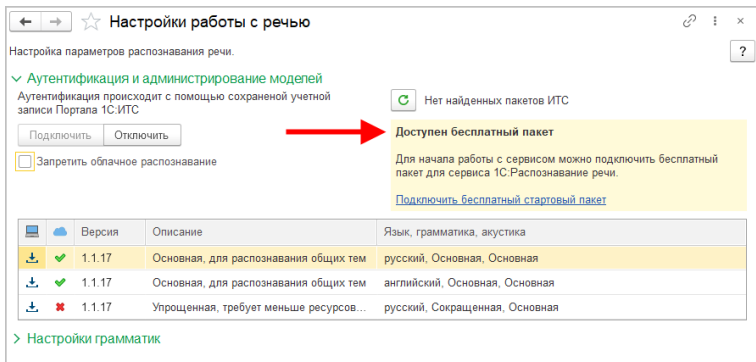 Настройки работы с речью
Настройка параметров распознавания речи.
?
Аутентификация и администрирование моделей
Аутентификация происходит с помощью сохраненой учетной
записи Портала 1С:ИТС
Нет найденных пакетов ИТС
Подключить Отключить
Доступен бесплатный пакет
Запретить облачное распознавание
Для начала работы с сервисом можно подключить бесплатный
пакет для сервиса 1С:Распознавание речи.
Подключить бесплатный стартовый пакет
Версия Описание Язык, грамматика, акустика
1.1.17 Основная, для распознавания общих тем русский, Основная, Основная
1.1.17 Основная, для распознавания общих тем английский, Основная, Основная
1.1.17 Упрощенная, требует меньше ресурсов... русский, Сокращенная, Основная
Настройки грамматик